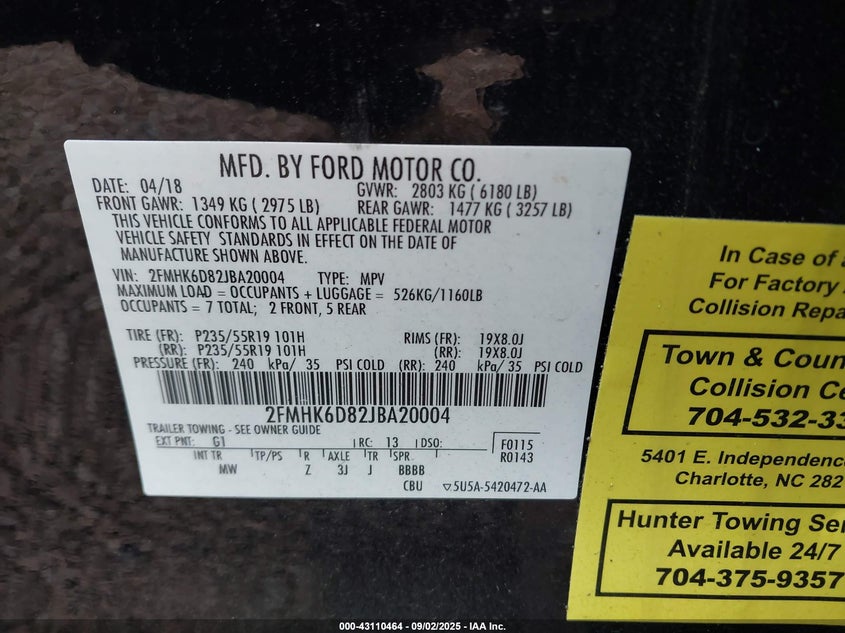 MFD. BY FORD MOTOR CO.
DATE: 04/18 GVWR: 2803 KG ( 6180 LB)
FRONT GAWR: 1349 KG ( 2975 LB) REAR GAWR: 1477 KG ( 3257 LB)
THIS VEHICLE CONFORMS TO ALL APPLICABLE FEDERAL MOTOR
VEHICLE SAFETY STANDARDS IN EFFECT ON THE DATE OF
MANUFACTURE SHOWN ABOVE.
VIN: 2FMHK6D82JBA20004 TYPE: MPV
MAXIMUM LOAD = OCCUPANTS + LUGGAGE = 526KG/1160LB
OCCUPANTS = 7 TOTAL; 2 FRONT, 5 REAR
TIRE (FR): P235/55R19 101H RIMS (FR): 19X8.0J
(RR): P235/55R19 101H (RR): 19X8.0J
PRESSURE (FR): 240 kPa/ 35 PSI COLD (RR): 240 kPa/ 35 PSI COLD
2FMHK6D82JBA20004
TRAILER TOWING - SEE OWNER GUIDE
EXT PNT: G1 RC: 13 DSO: F0115
R0143
INT TR TP/PS R AXLE TR SPR
MW Z 3J J BBBB
CBU ▽5U5A-5420472-AA
In Case of a
For Factory
Collision Repa
Town & Coun
Collision Ce
704-532-33
5401 E. Independence
Charlotte, NC 282
Hunter Towing Ser
Available 24/7
704-375-9357
000-43110464 - 09/02/2025 - IAA Inc.